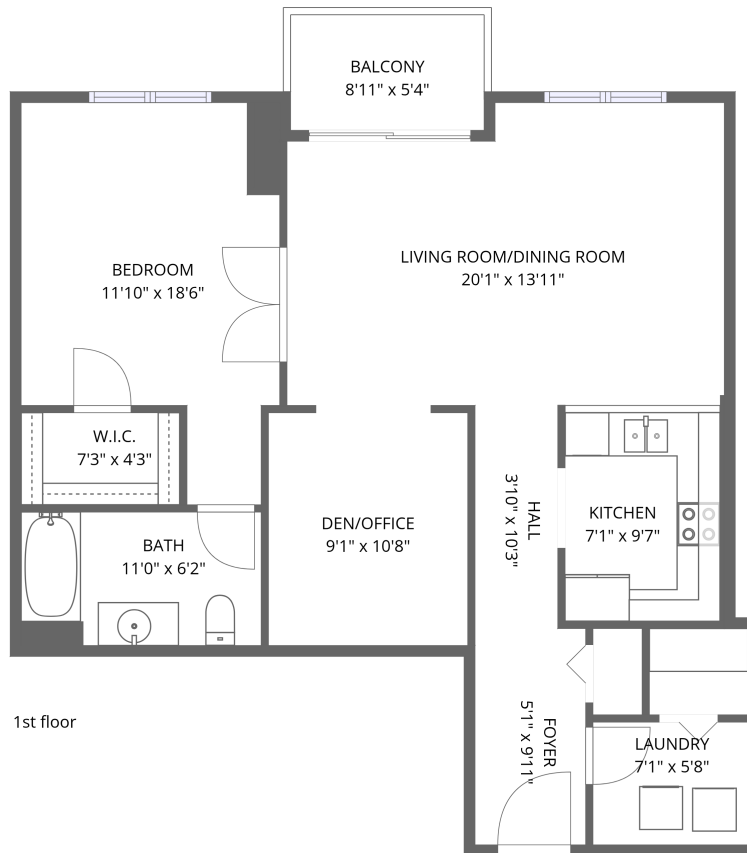 BALCONY
8'11" x 5'4"
BEDROOM
11'10" x 18'6"
LIVING ROOM/DINING ROOM
20'1" x 13'11"
W.I.C.
7'3" x 4'3"
BATH
11'0" x 6'2"
DEN/OFFICE
9'1" x 10'8"
HALL
3'10" x 10'3"
KITCHEN
7'1" x 9'7"
1st floor
FOYER
5'1" x 9'11"
LAUNDRY
7'1" x 5'8"